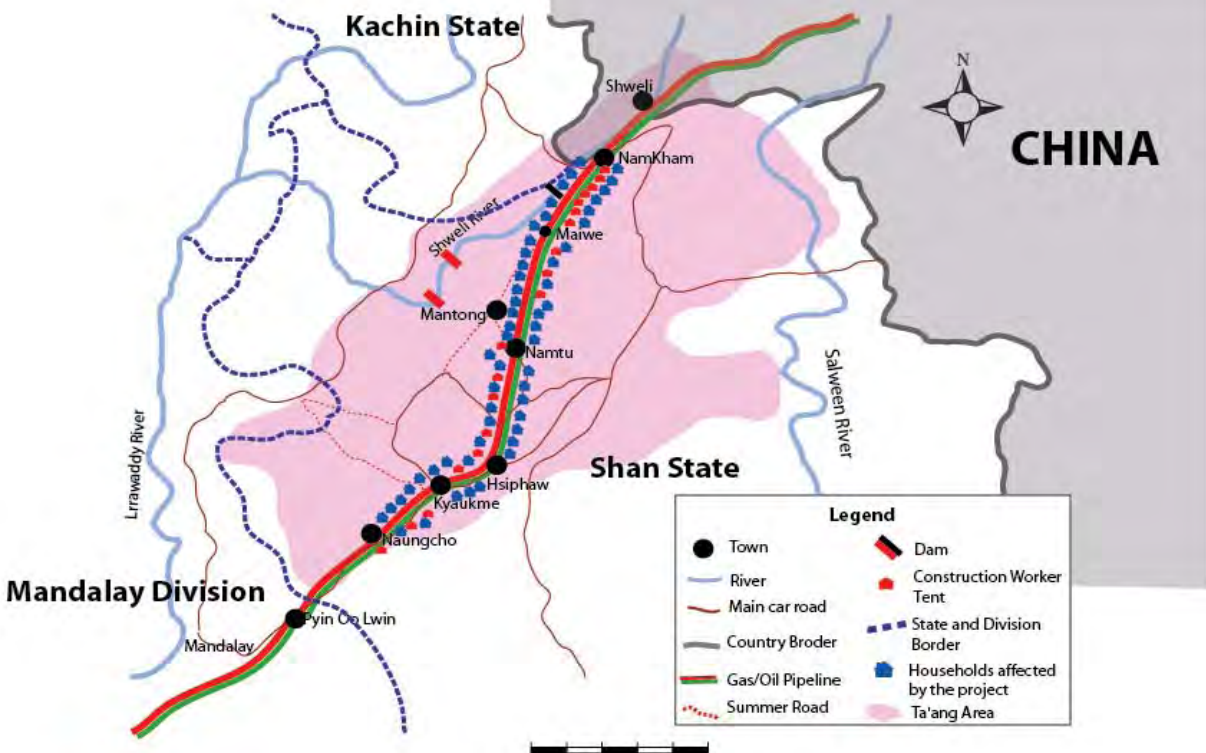 Kachin State
N
Shweli
CHINA
NamKham
Shweli River
Maiwe
Mantong
Namtu
Salween River
Lrrawaddy River
Shan State
Hsiphaw
Kyaukme
Naungcho
Mandalay Division
Pyin Oo Lwin
Mandalay
Legend
Town
River
Main car road
Country Broder
Gas/Oil Pipeline
Summer Road
Dam
Construction Worker
Tent
State and Division
Border
Households affected
by the project
Ta'ang Area